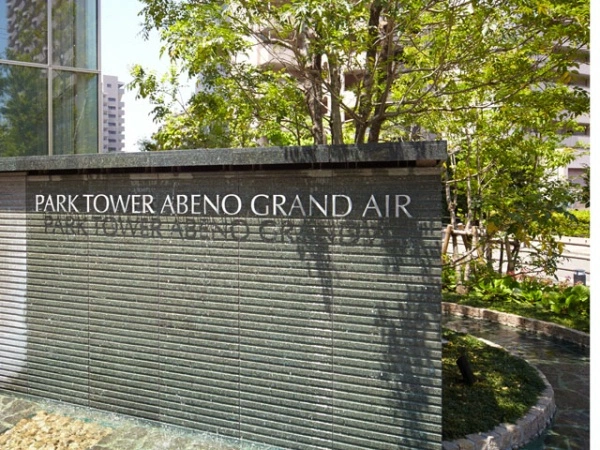 PARK TOWER ABENO GRAND AIR